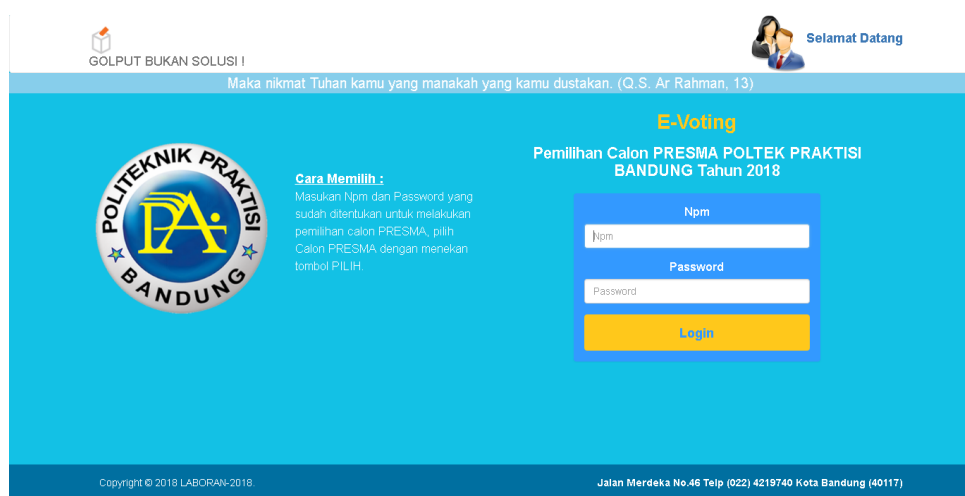 GOLPUT BUKAN SOLUSI !
Selamat Datang
Maka nikmat Tuhan kamu yang manakah yang kamu dustakan. (Q.S. Ar Rahman, 13)
POLITEKNIK PRAKTISI
BANDUNG
PA
Cara Memilih :
Masukan Npm dan Password yang
sudah ditentukan untuk melakukan
pemilihan calon PRESMA, pilih
Calon PRESMA dengan menekan
tombol PILIH.
E-Voting
Pemilihan Calon PRESMA POLTEK PRAKTISI
BANDUNG Tahun 2018
Npm
Npm
Password
Password
Login
Copyright © 2018 LABORAN-2018.
Jalan Merdeka No.46 Telp (022) 4219740 Kota Bandung (40117)